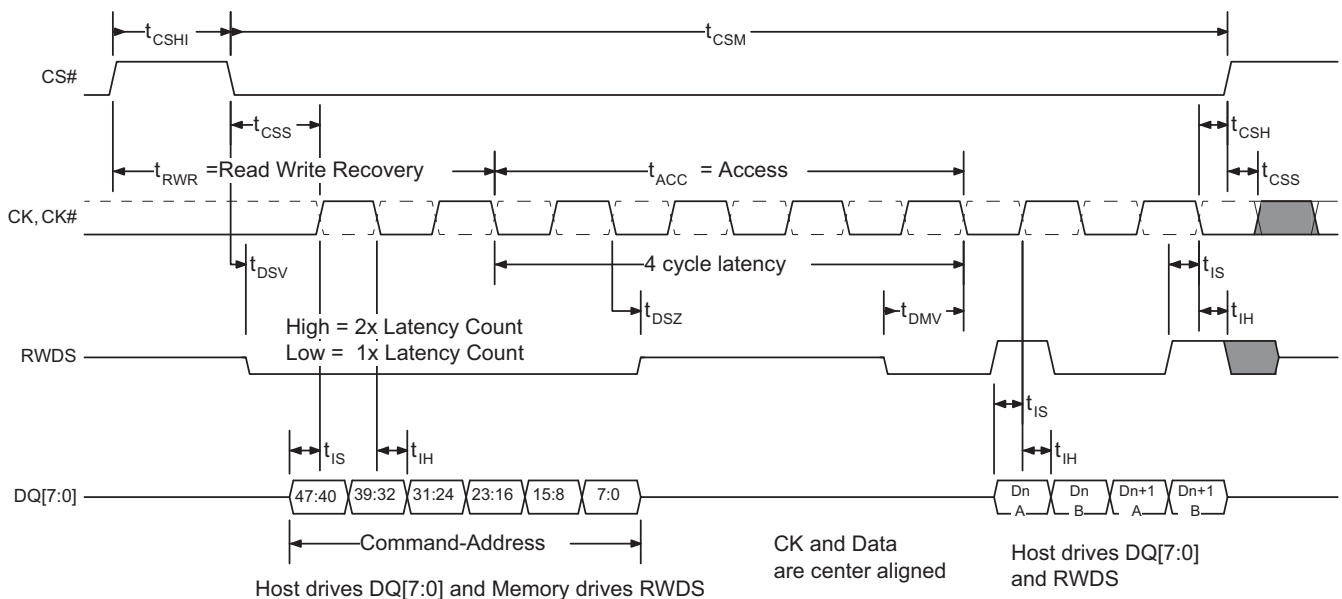 tCSHI
tCSM
CS#
tCSS
tCSH
tRWR =Read Write Recovery
tACC = Access
tCSS
CK, CK#
tDSV
4 cycle latency
tIS
tDSZ
tDMV
tIH
High = 2x Latency Count
Low = 1x Latency Count
RWDS
tIS
tIS
tIH
tIH
DQ[7:0]
47:40 39:32 31:24 23:16 15:8 7:0
Dn A
Dn B
Dn+1 A
Dn+1 B
Command-Address
CK and Data
are center aligned
Host drives DQ[7:0]
and RWDS
Host drives DQ[7:0] and Memory drives RWDS